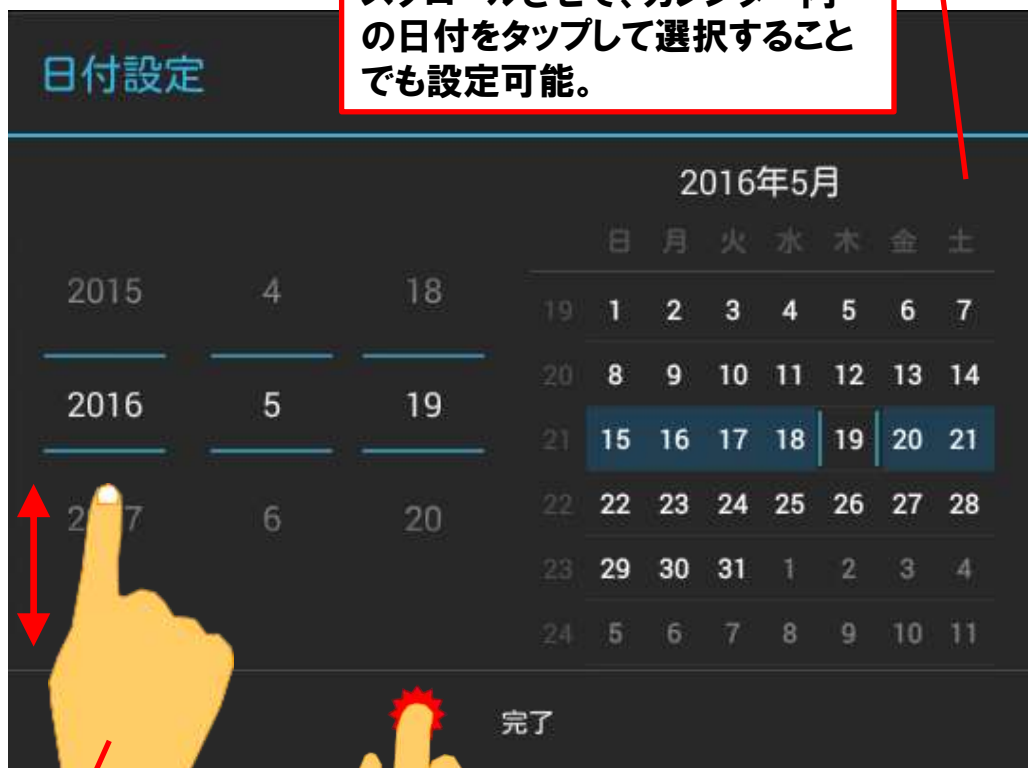 の日付をタップして選択すること
でも設定可能。
日付設定
2016年5月
日 月 火 水 木 金 土
2015 4 18
19 1 2 3 4 5 6 7
20 8 9 10 11 12 13 14
2016 5 19
21 15 16 17 18 19 20 21
22 22 23 24 25 26 27 28
6 20
23 29 30 31 1 2 3 4
24 5 6 7 8 9 10 11
完了